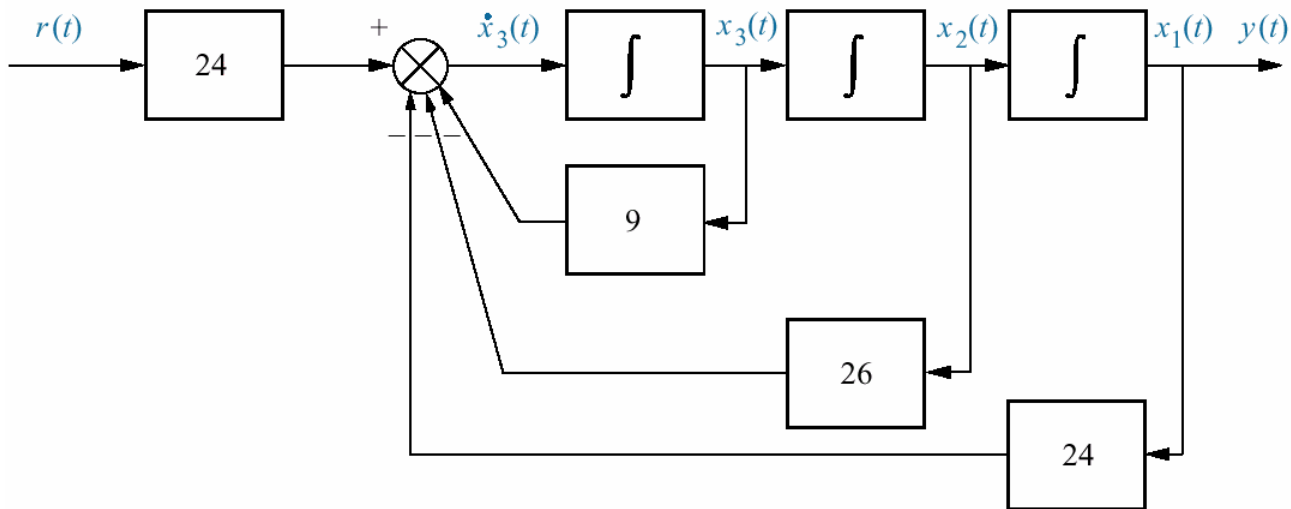 r(t) 24 + ẋ₃(t) ∫ x₃(t) ∫ x₂(t) ∫ x₁(t) y(t)
− − −
9
26
24